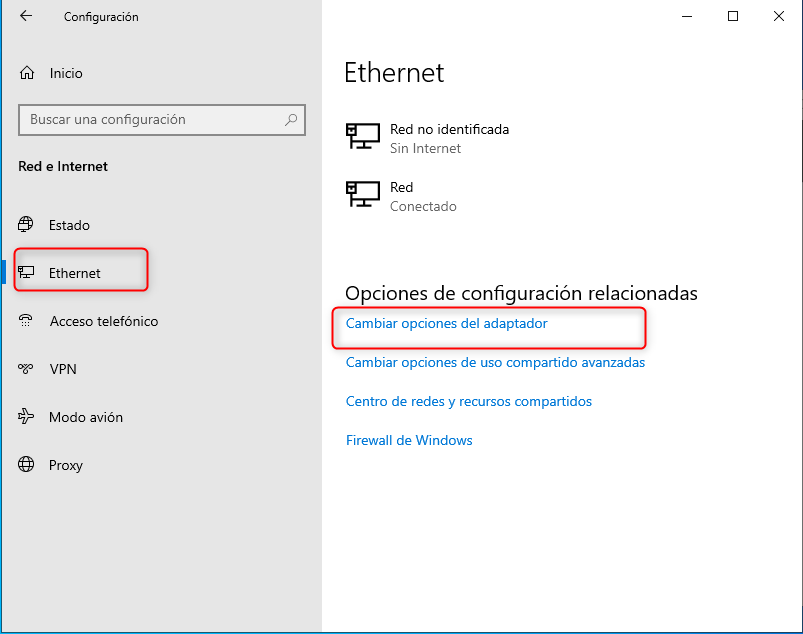 Configuración
Inicio
Buscar una configuración
Red e Internet
Estado
Ethernet
Acceso telefónico
VPN
Modo avión
Proxy
Ethernet
Red no identificada
Sin Internet
Red
Conectado
Opciones de configuración relacionadas
Cambiar opciones del adaptador
Cambiar opciones de uso compartido avanzadas
Centro de redes y recursos compartidos
Firewall de Windows